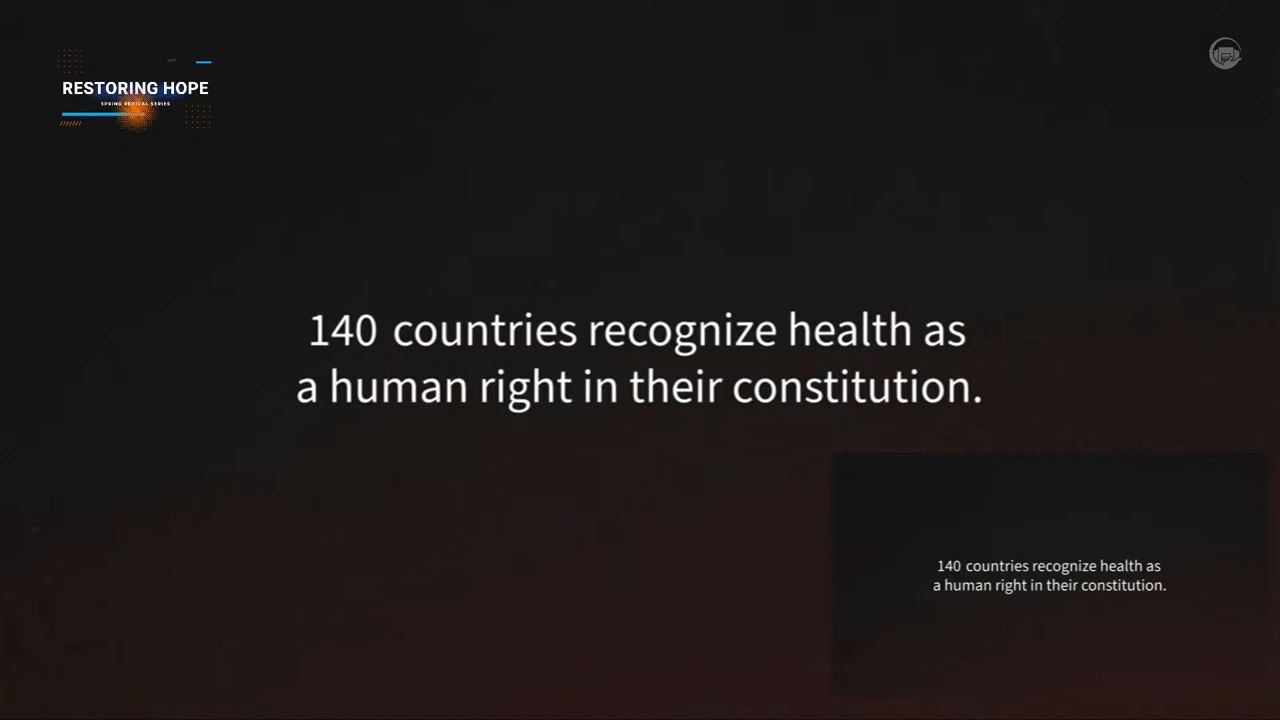 RESTORING HOPE
SPRING REVIVAL SERIES
140 countries recognize health as
a human right in their constitution.
140 countries recognize health as
a human right in their constitution.